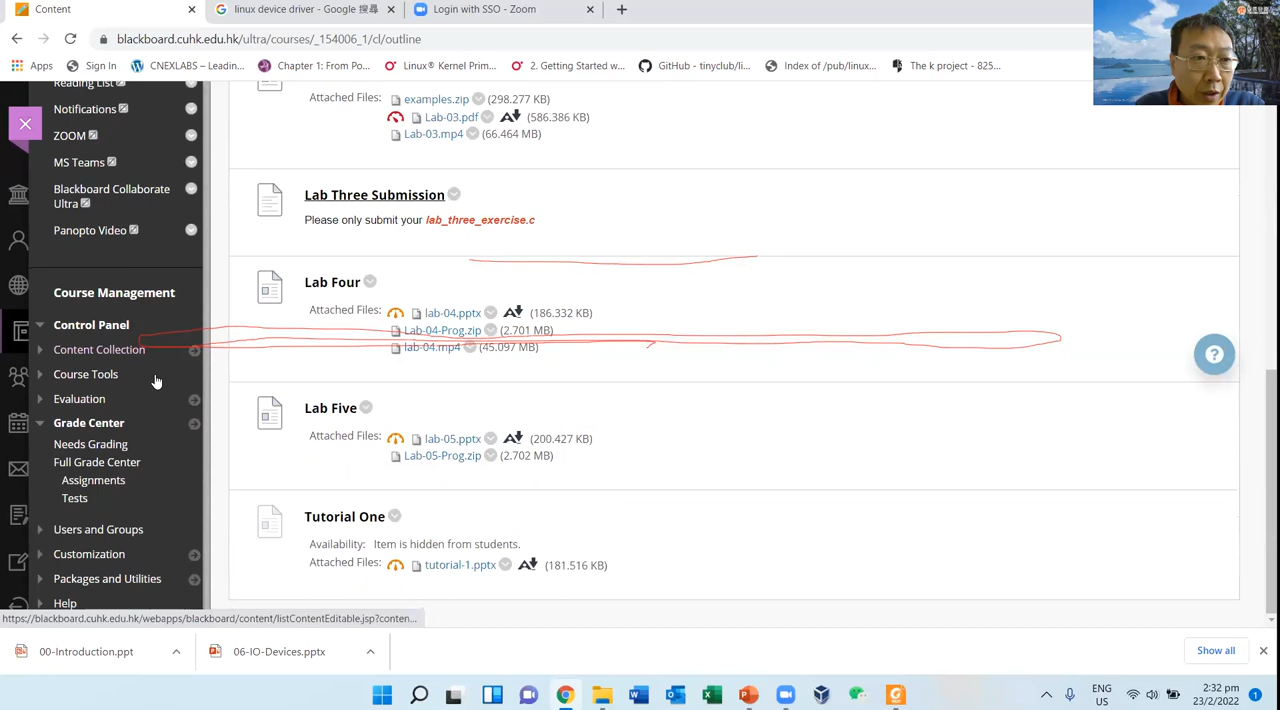 Content
linux device driver - Google 搜尋
Login with SSO - Zoom
blackboard.cuhk.edu.hk/ultra/courses/_154006_1/cl/outline
Apps
Sign In
CNEXLABS – Leadin...
Chapter 1: From Po...
Linux® Kernel Prim...
2. Getting Started w...
GitHub - tinyclub/lin...
Index of /pub/linux...
The k project - 825...
Reading List
Notifications
ZOOM
MS Teams
Blackboard Collaborate
Ultra
Panopto Video
Course Management
Control Panel
Content Collection
Course Tools
Evaluation
Grade Center
Needs Grading
Full Grade Center
Assignments
Tests
Users and Groups
Customization
Packages and Utilities
Help
Attached Files: examples.zip (298.277 KB)
Lab-03.pdf (586.386 KB)
Lab-03.mp4 (66.464 MB)
Lab Three Submission
Please only submit your lab_three_exercise.c
Lab Four
Attached Files: lab-04.pptx (186.332 KB)
Lab-04-Prog.zip (2.701 MB)
lab-04.mp4 (45.097 MB)
Lab Five
Attached Files: lab-05.pptx (200.427 KB)
Lab-05-Prog.zip (2.702 MB)
Tutorial One
Availability: Item is hidden from students.
Attached Files: tutorial-1.pptx (181.516 KB)
https://blackboard.cuhk.edu.hk/webapps/blackboard/content/listContentEditable.jsp?conten...
00-Introduction.ppt
06-IO-Devices.pptx
Show all
ENG
US
2:32 pm
23/2/2022
1